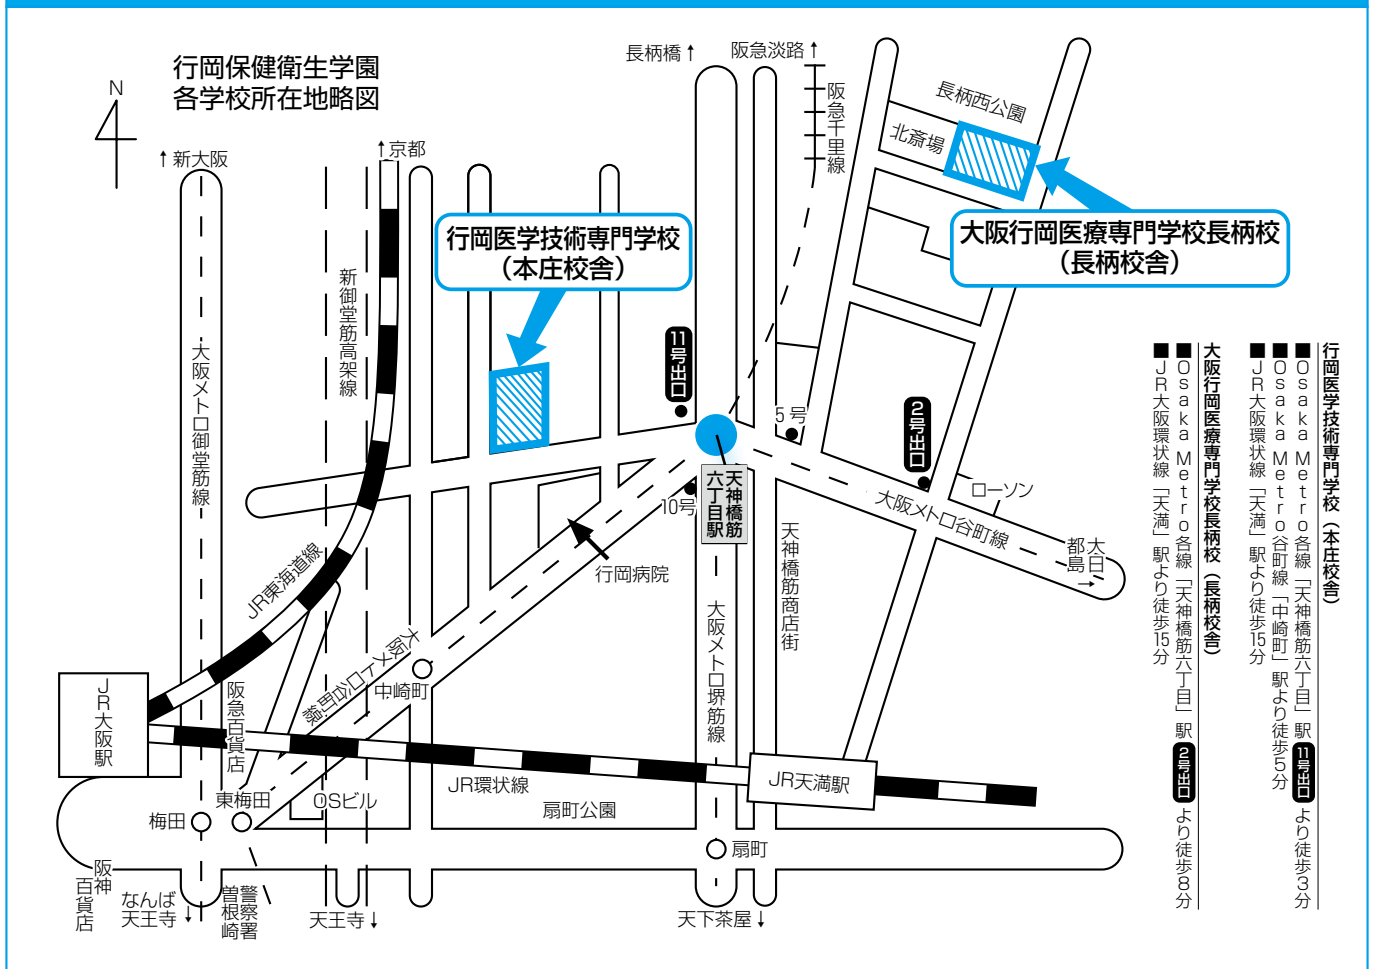 行岡保健衛生学園
各学校所在地略図
N
↑新大阪
↑京都
長柄橋↑
阪急淡路↑
阪急千里線
長柄西公園
北斎場
行岡医学技術専門学校
（本庄校舎）
大阪行岡医療専門学校長柄校
（長柄校舎）
新御堂筋高架線
大阪メトロ御堂筋線
11号出口
5号
2号出口
10号
天神橋筋
六丁目駅
ローソン
大阪メトロ谷町線
大日
都島
→
行岡病院
天神橋筋商店街
大阪メトロ堺筋線
JR東海道線
大阪メトロ谷町線
中崎町
JR大阪駅
阪急百貨店
東梅田
梅田
OSビル
JR環状線
扇町公園
JR天満駅
扇町
阪神
百貨店
なんば
天王寺↓
曽根崎
警察署
天王寺↓
天下茶屋↓
行岡医学技術専門学校（本庄校舎）
■Osaka Metro各線「天神橋筋六丁目」駅 11号出口 より徒歩3分
■Osaka Metro谷町線「中崎町」駅より徒歩5分
■JR大阪環状線「天満」駅より徒歩15分
大阪行岡医療専門学校長柄校（長柄校舎）
■Osaka Metro各線「天神橋筋六丁目」駅 2号出口 より徒歩8分
■JR大阪環状線「天満」駅より徒歩15分